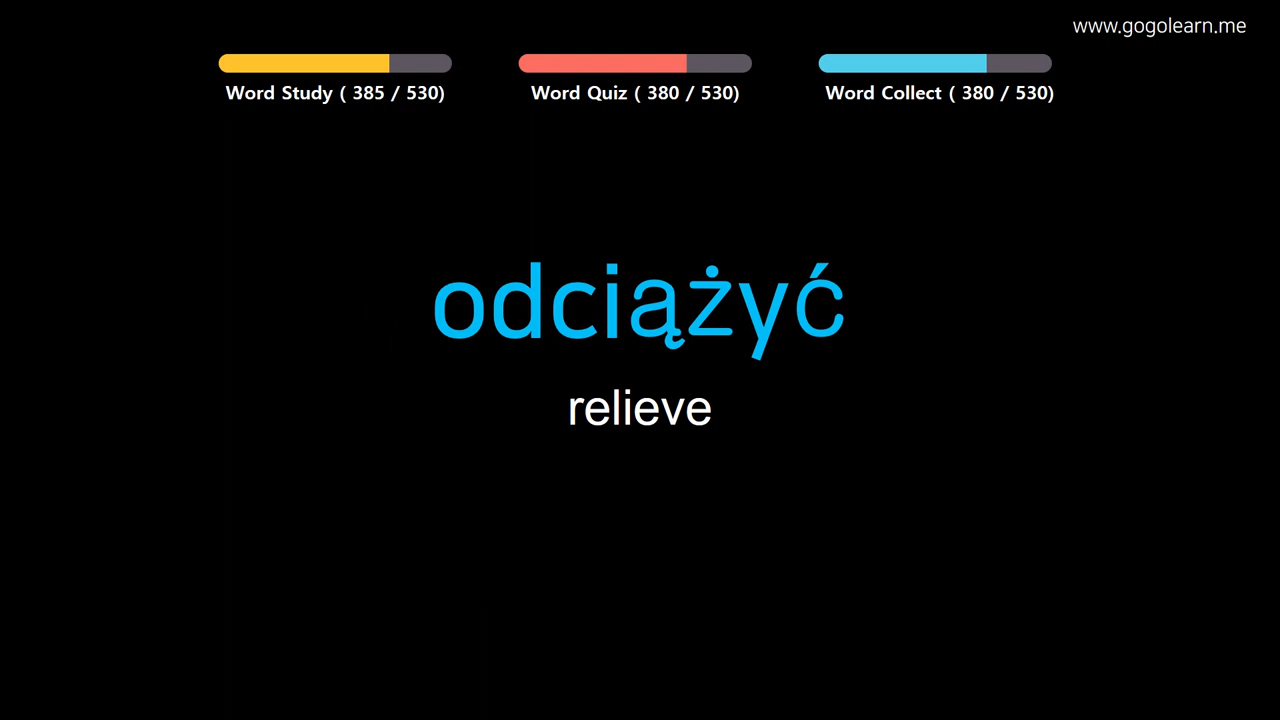 www.gogolearn.me
Word Study ( 385 / 530)
Word Quiz ( 380 / 530)
Word Collect ( 380 / 530)
odciążyć
relieve